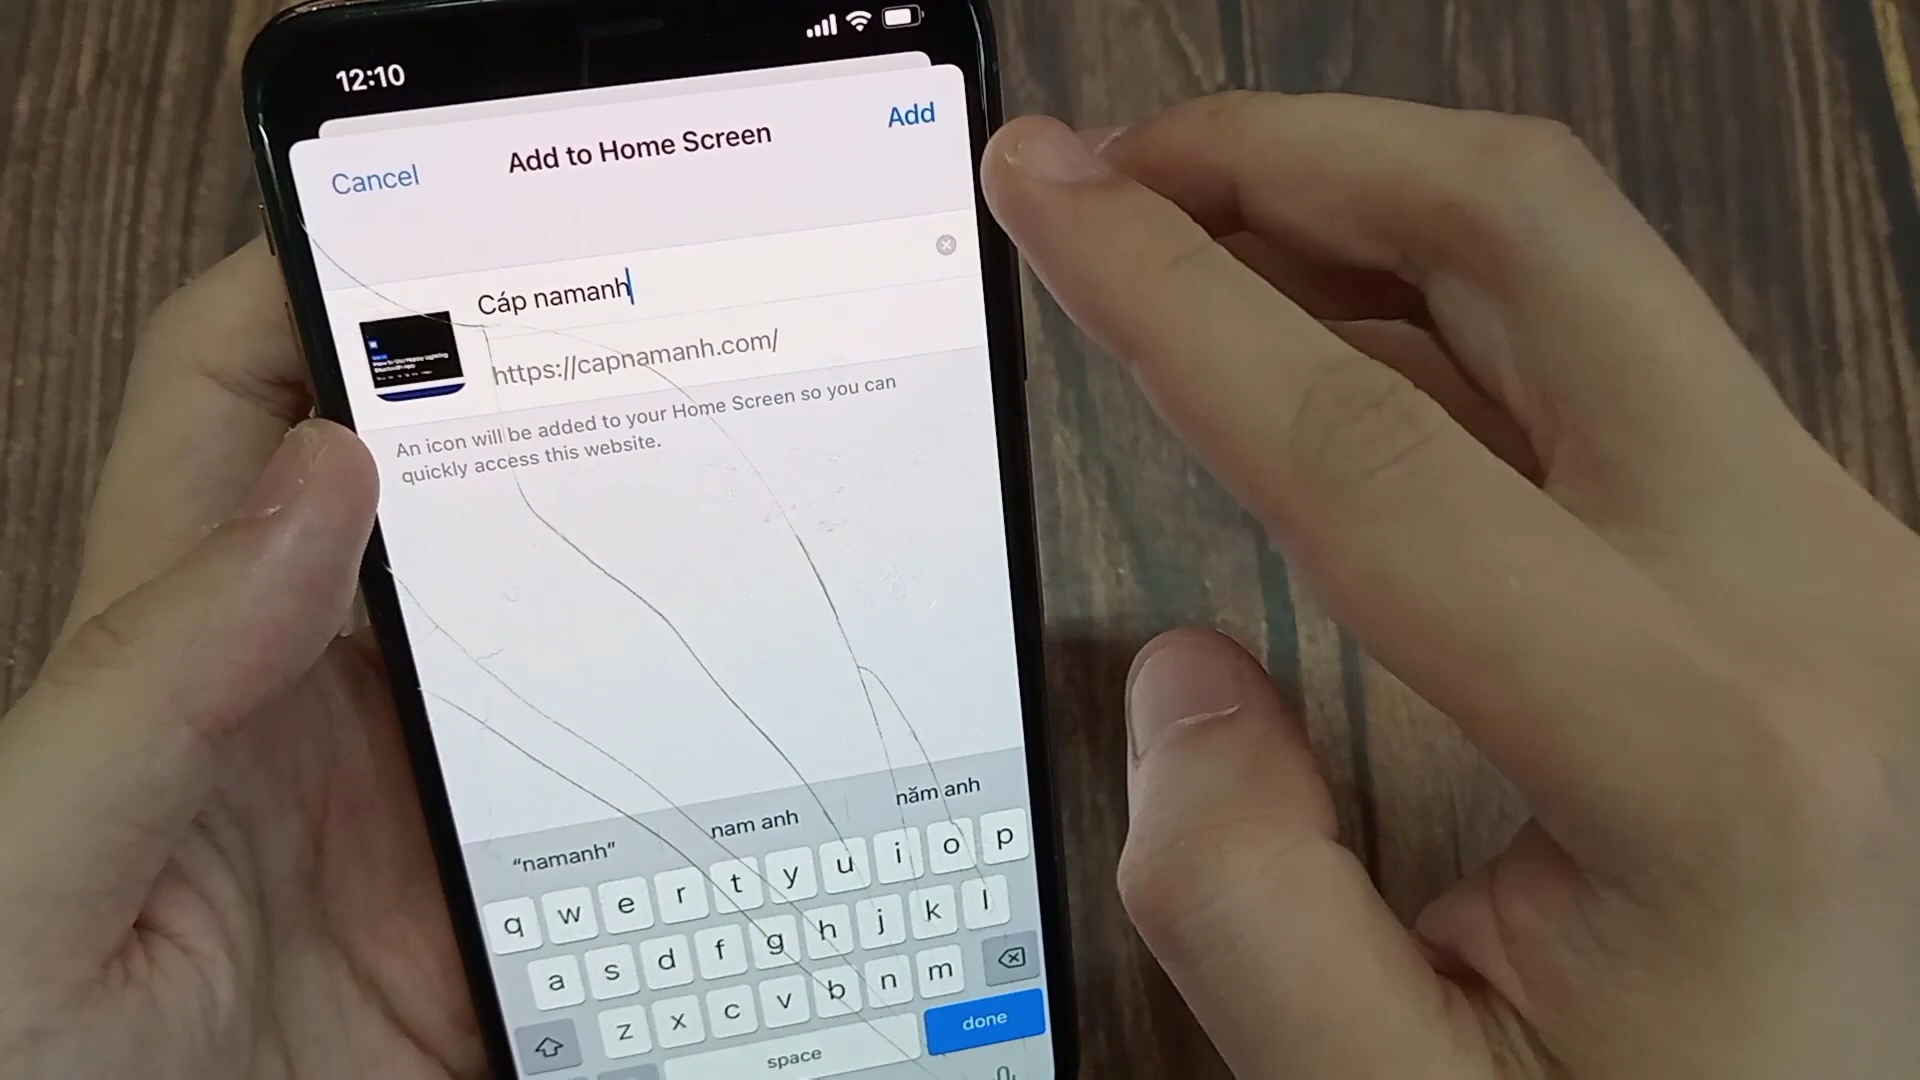 12:10
Cancel
Add to Home Screen
Add
Cáp namanh
https://capnamanh.com/
An icon will be added to your Home Screen so you can
quickly access this website.
“namanh”
nam anh
năm anh
q w e r t y u i o p
a s d f g h j k l
z x c v b n m
space
done